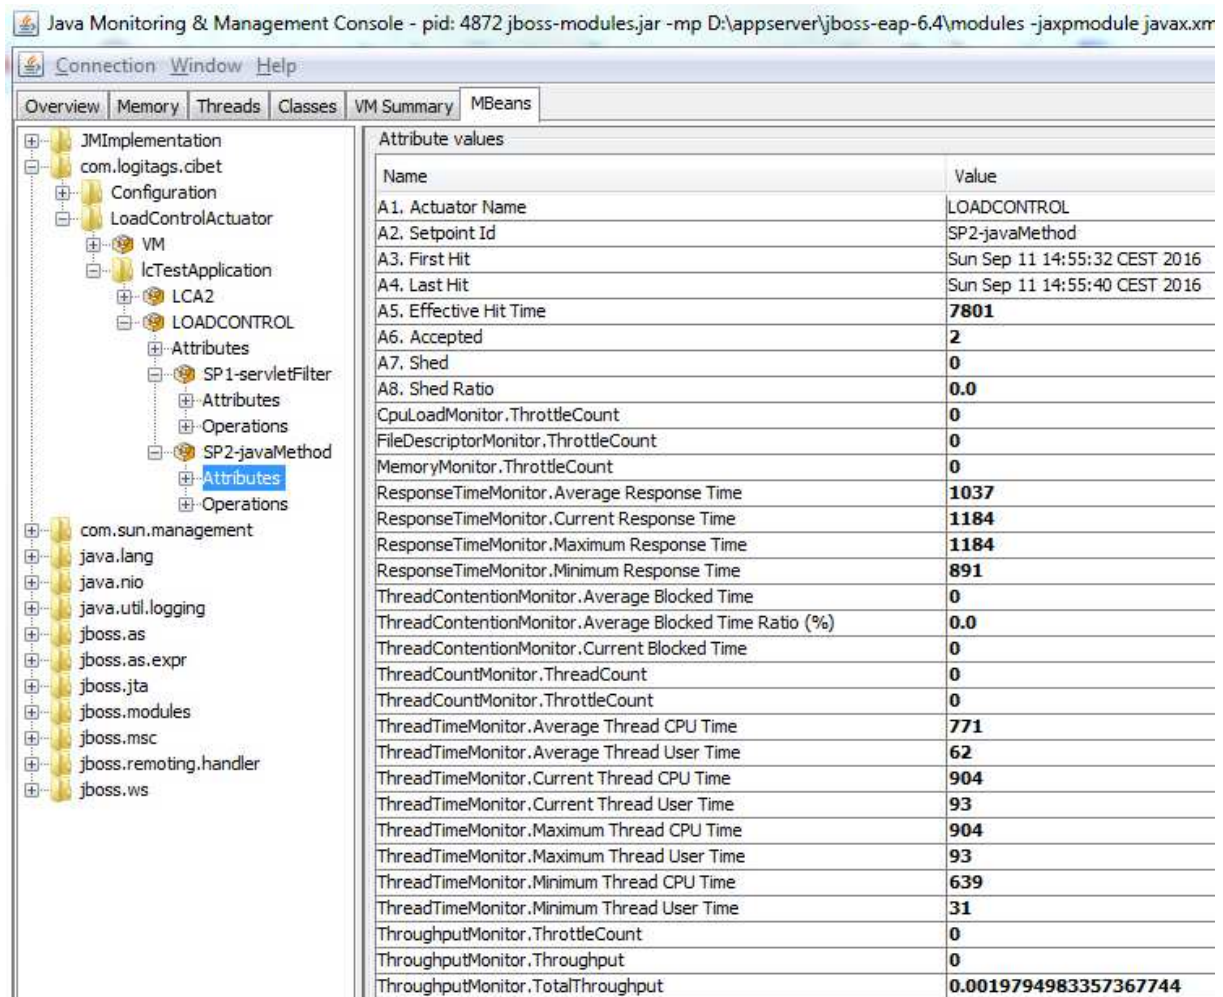 Java Monitoring & Management Console - pid: 4872 jboss-modules.jar -mp D:\appserver\jboss-eap-6.4\modules -jaxpmodule javax.xm
Connection Window Help
Overview Memory Threads Classes VM Summary MBeans
JMImplementation
com.logitags.cibet
Configuration
LoadControlActuator
VM
lcTestApplication
LCA2
LOADCONTROL
Attributes
SP1-servletFilter
Attributes
Operations
SP2-javaMethod
Attributes
Operations
com.sun.management
java.lang
java.nio
java.util.logging
jboss.as
jboss.as.expr
jboss.jta
jboss.modules
jboss.msc
jboss.remoting.handler
jboss.ws
Attribute values
Name Value
A1. Actuator Name LOADCONTROL
A2. Setpoint Id SP2-javaMethod
A3. First Hit Sun Sep 11 14:55:32 CEST 2016
A4. Last Hit Sun Sep 11 14:55:40 CEST 2016
A5. Effective Hit Time 7801
A6. Accepted 2
A7. Shed 0
A8. Shed Ratio 0.0
CpuLoadMonitor.ThrottleCount 0
FileDescriptorMonitor.ThrottleCount 0
MemoryMonitor.ThrottleCount 0
ResponseTimeMonitor.Average Response Time 1037
ResponseTimeMonitor.Current Response Time 1184
ResponseTimeMonitor.Maximum Response Time 1184
ResponseTimeMonitor.Minimum Response Time 891
ThreadContentionMonitor.Average Blocked Time 0
ThreadContentionMonitor.Average Blocked Time Ratio (%) 0.0
ThreadContentionMonitor.Current Blocked Time 0
ThreadCountMonitor.ThreadCount 0
ThreadCountMonitor.ThrottleCount 0
ThreadTimeMonitor.Average Thread CPU Time 771
ThreadTimeMonitor.Average Thread User Time 62
ThreadTimeMonitor.Current Thread CPU Time 904
ThreadTimeMonitor.Current Thread User Time 93
ThreadTimeMonitor.Maximum Thread CPU Time 904
ThreadTimeMonitor.Maximum Thread User Time 93
ThreadTimeMonitor.Minimum Thread CPU Time 639
ThreadTimeMonitor.Minimum Thread User Time 31
ThroughputMonitor.ThrottleCount 0
ThroughputMonitor.Throughput 0
ThroughputMonitor.TotalThroughput 0.0019794983357367744